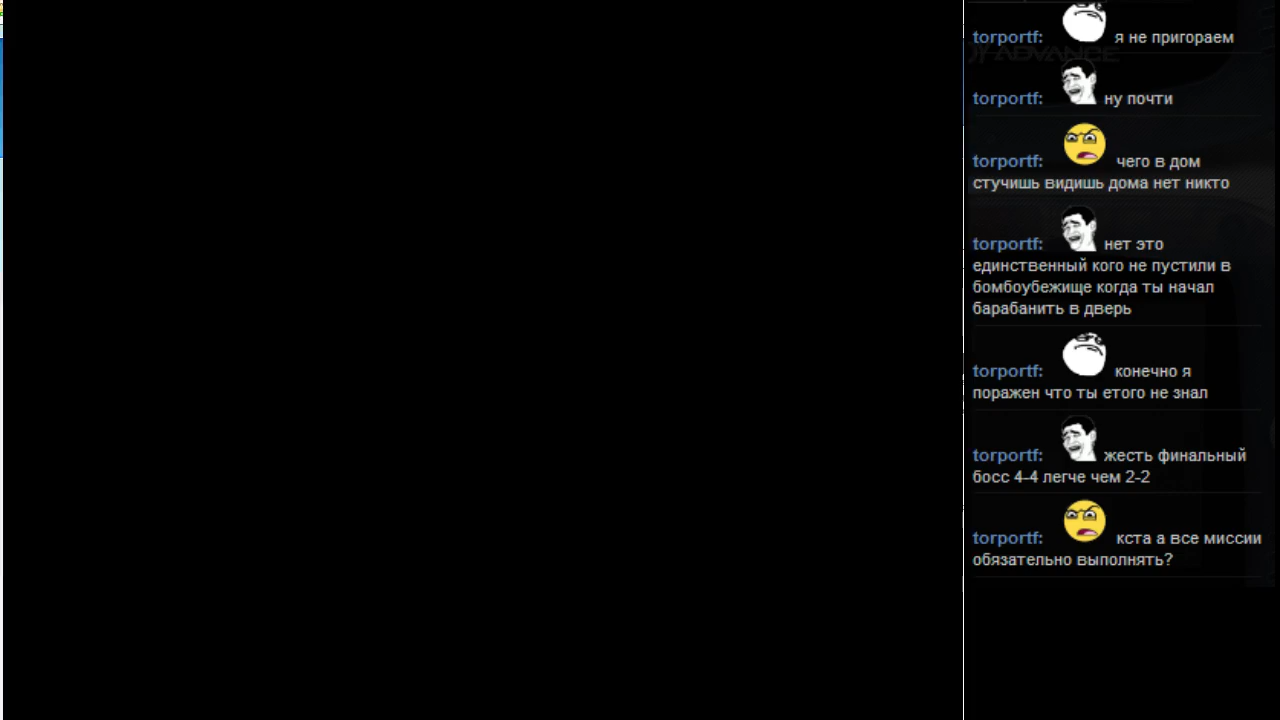 torportf: я не пригораем
ADVANCE
torportf: ну почти
torportf: чего в дом
стучишь видишь дома нет никто
torportf: нет это
единственный кого не пустили в
бомбоубежище когда ты начал
барабанить в дверь
torportf: конечно я
поражен что ты етого не знал
torportf: жесть финальный
босс 4-4 легче чем 2-2
torportf: кста а все миссии
обязательно выполнять?